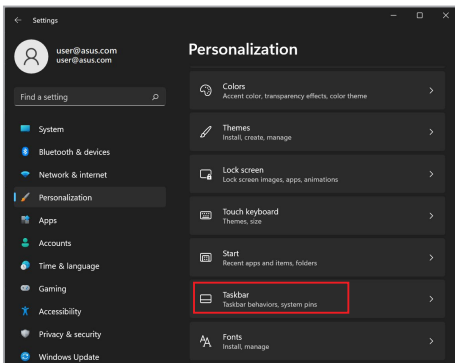 Settings
user@asus.com
user@asus.com
Find a setting
System
Bluetooth & devices
Network & internet
Personalization
Apps
Accounts
Time & language
Gaming
Accessibility
Privacy & security
Windows Update
Personalization
Colors
Accent color, transparency effects, color theme
Themes
Install, create, manage
Lock screen
Lock screen images, apps, animations
Touch keyboard
Themes, size
Start
Recent apps and items, folders
Taskbar
Taskbar behaviors, system pins
Fonts
Install, manage